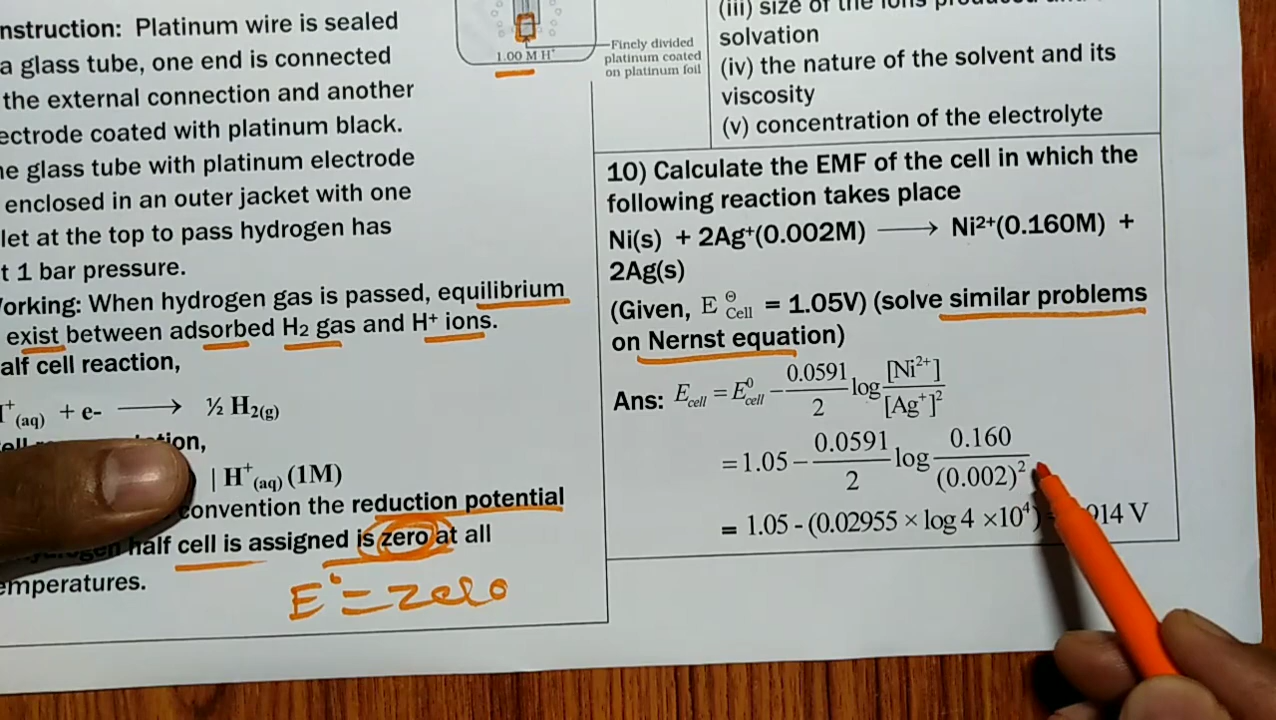 nstruction: Platinum wire is sealed
a glass tube, one end is connected
the external connection and another
ectrode coated with platinum black.
he glass tube with platinum electrode
enclosed in an outer jacket with one
let at the top to pass hydrogen has
t 1 bar pressure.
orking: When hydrogen gas is passed, equilibrium
exist between adsorbed H₂ gas and H⁺ ions.
alf cell reaction,
⁺(aq) + e- ⟶ ½ H₂(g)
tion,
| H⁺(aq) (1M)
convention the reduction potential
half cell is assigned is zero at all
emperatures.
E° = zero
1.00 M H⁺
Finely divided
platinum coated
on platinum foil
(iii) size of the ions produced
solvation
(iv) the nature of the solvent and its
viscosity
(v) concentration of the electrolyte
10) Calculate the EMF of the cell in which the
following reaction takes place
Ni(s) + 2Ag⁺(0.002M) ⟶ Ni²⁺(0.160M) +
2Ag(s)
(Given, E ⊖ Cell = 1.05V) (solve similar problems
on Nernst equation)
Ans: E_cell = E⁰_cell − 0.0591/2 log [Ni²⁺]/[Ag⁺]²
= 1.05 − 0.0591/2 log 0.160/(0.002)²
= 1.05 - (0.02955 × log 4 ×10⁴) 914 V